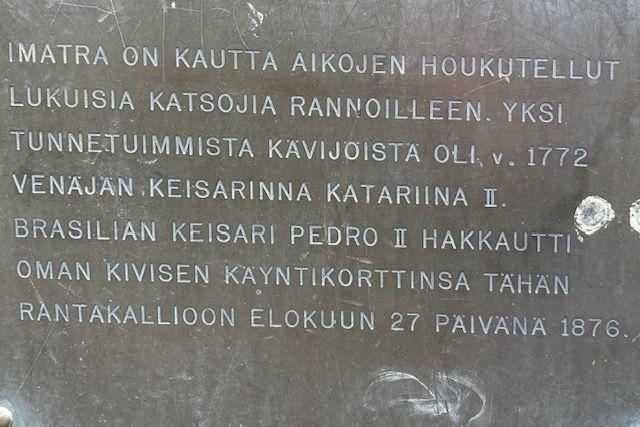 IMATRA ON KAUTTA AIKOJEN HOUKUTELLUT
LUKUISIA KATSOJIA RANNOILLEEN. YKSI
TUNNETUIMMISTA KÄVIJÖISTÄ OLI v. 1772
VENÄJÄN KEISARINNA KATARIINA II.
BRASILIAN KEISARI PEDRO II HAKKAUTTI
OMAN KIVISEN KÄYNTIKORTTINSA TÄHÄN
RANTAKALLIOON ELOKUUN 27 PÄIVÄNÄ 1876.